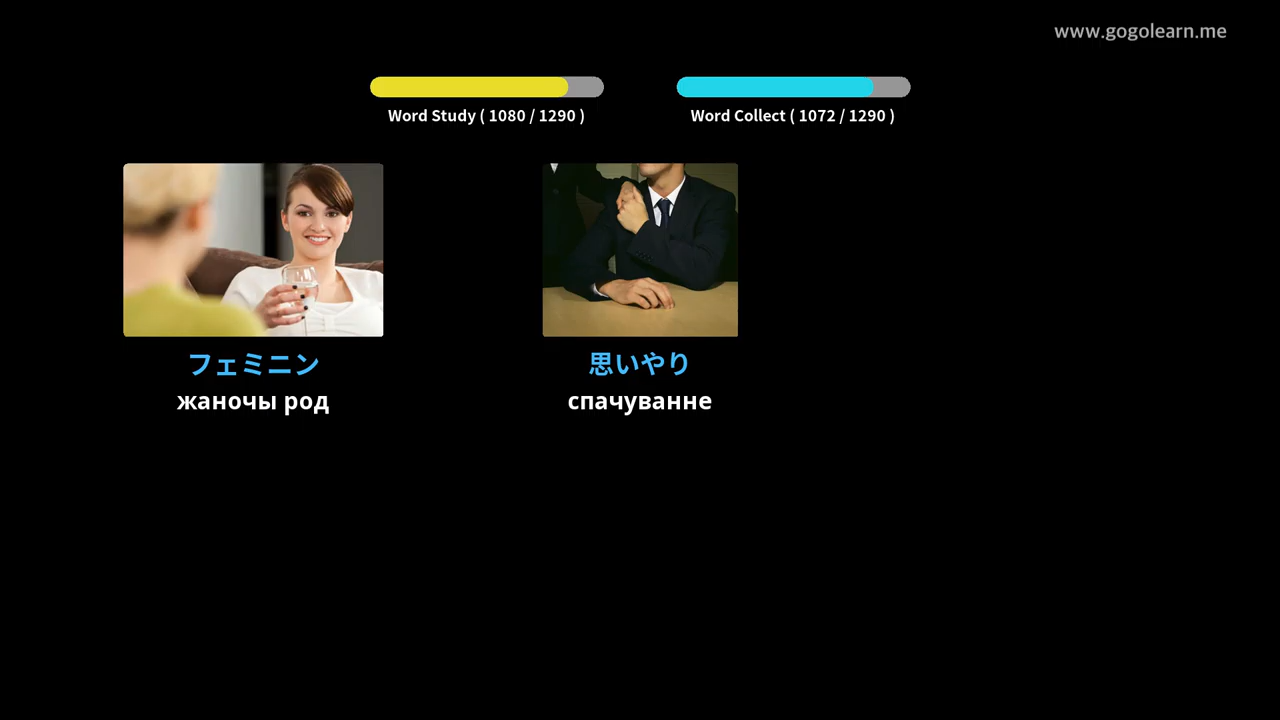 www.gogolearn.me
Word Study ( 1080 / 1290 )
Word Collect ( 1072 / 1290 )
フェミニン
жаночы род
思いやり
спачуванне